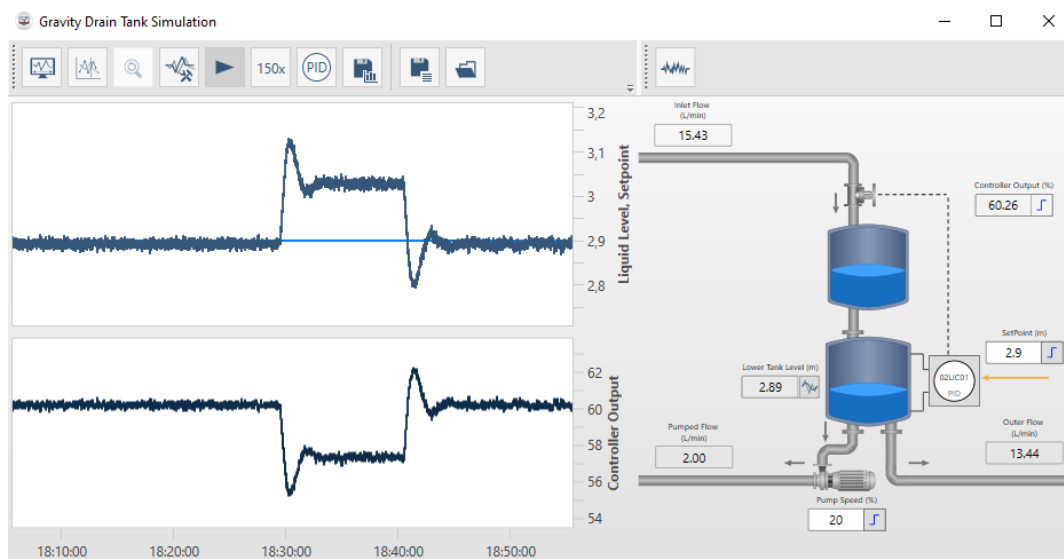 Gravity Drain Tank Simulation
150x
PID
3,2
3,1
3
2,9
2,8
Liquid Level, Setpoint
62
60
58
56
54
Controller Output
18:10:00
18:20:00
18:30:00
18:40:00
18:50:00
Inlet Flow
(L/min)
15.43
Controller Output (%)
60.26
SetPoint (m)
2.9
Lower Tank Level (m)
2.89
02LIC01
PID
Pumped Flow
(L/min)
2.00
Outer Flow
(L/min)
13.44
Pump Speed (%)
20